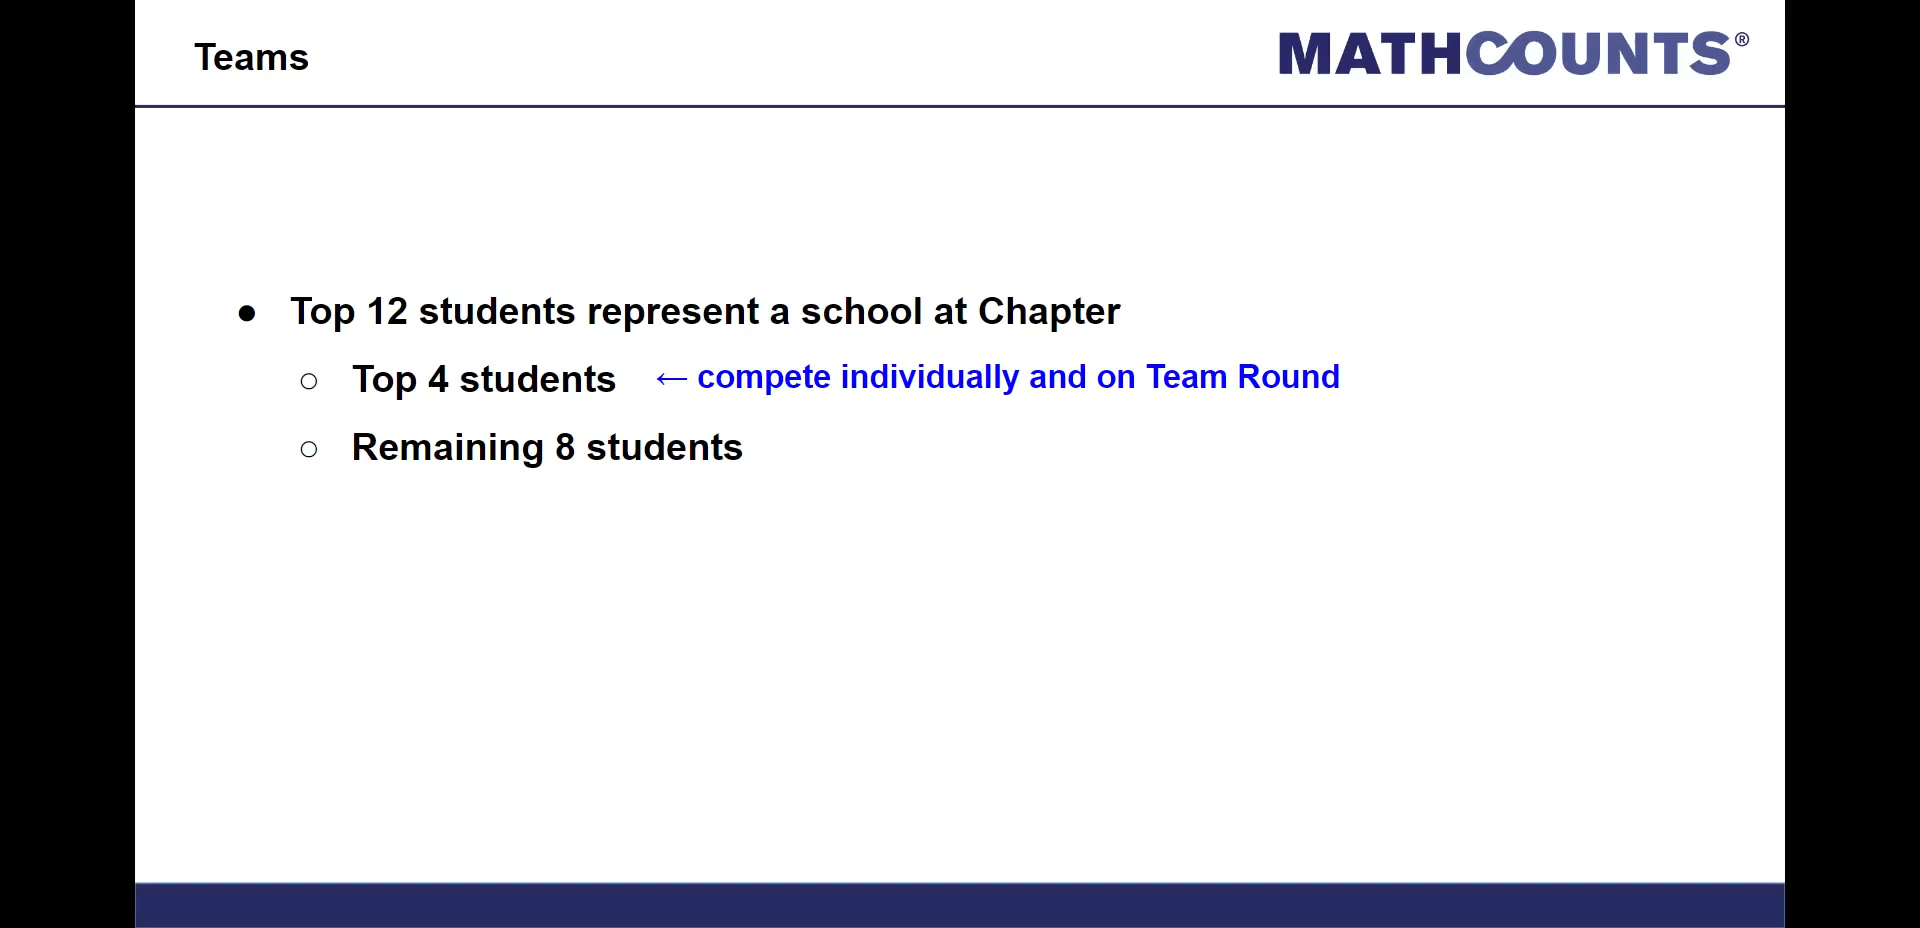 Teams
MATHCOUNTS®
● Top 12 students represent a school at Chapter
○ Top 4 students ← compete individually and on Team Round
○ Remaining 8 students